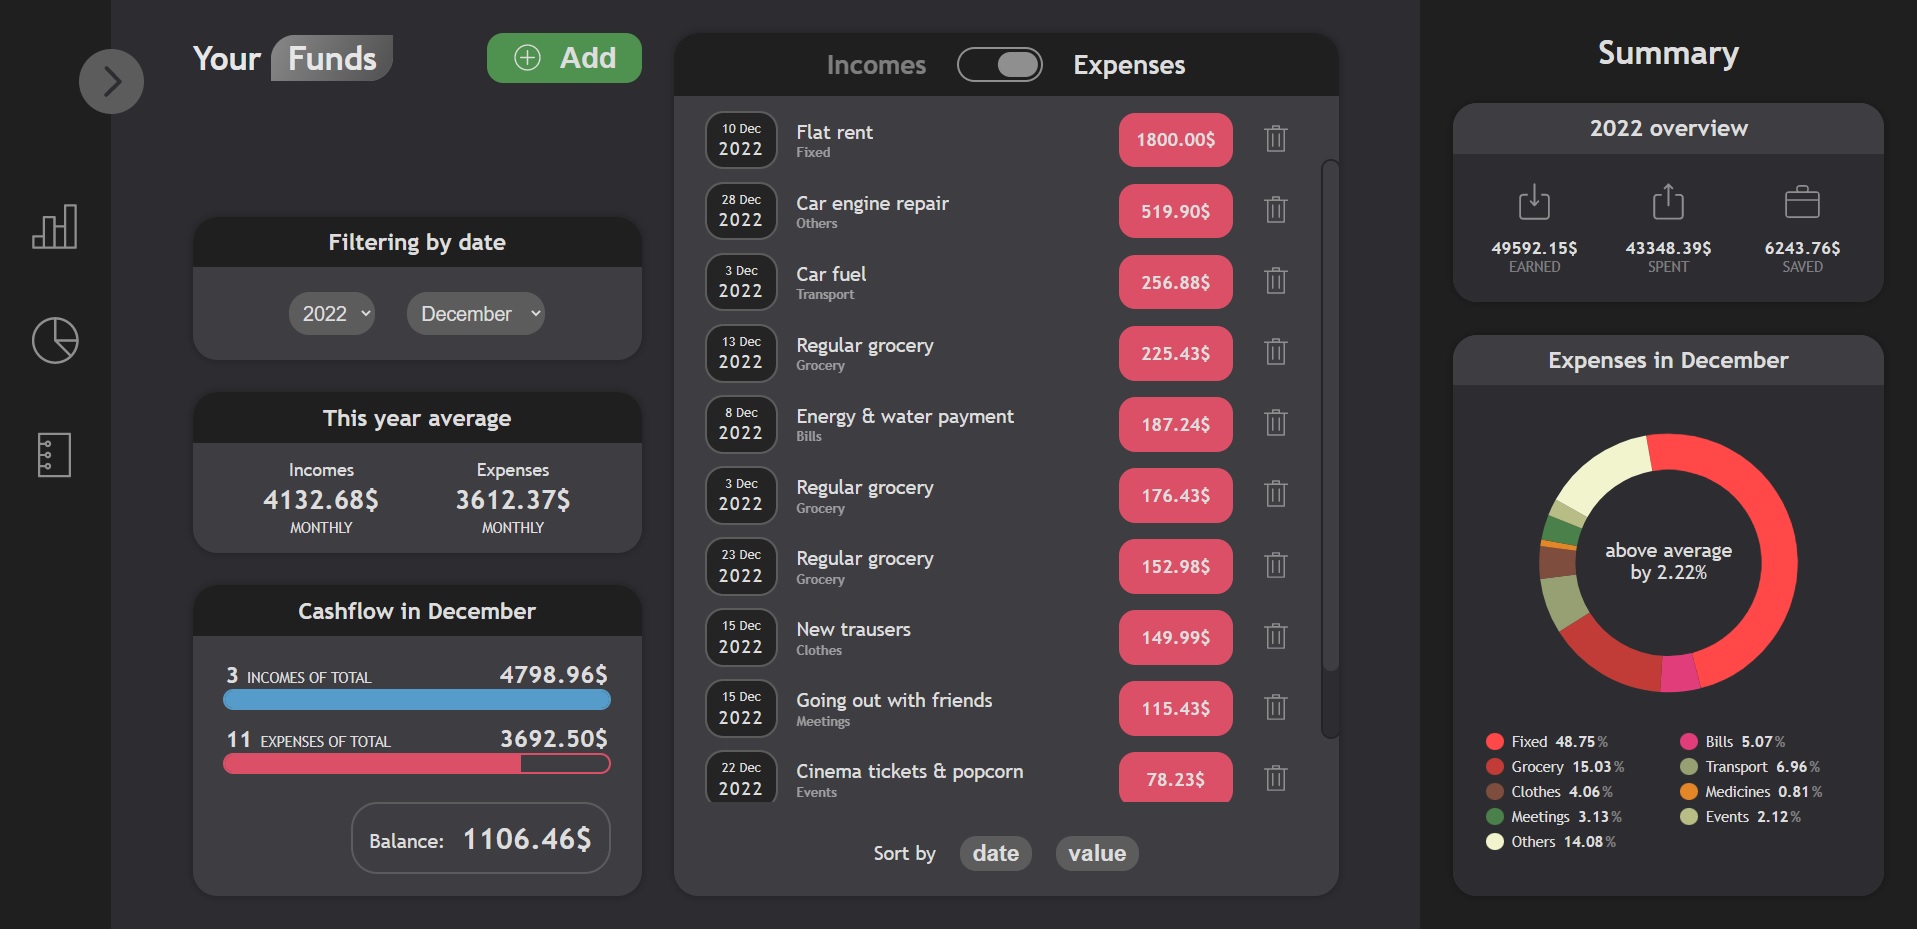 Your Funds
Add
Filtering by date
2022 December
This year average
Incomes Expenses
4132.68$ 3612.37$
MONTHLY MONTHLY
Cashflow in December
3 INCOMES OF TOTAL 4798.96$
11 EXPENSES OF TOTAL 3692.50$
Balance: 1106.46$
Incomes Expenses
10 Dec
2022
Flat rent
Fixed
1800.00$
28 Dec
2022
Car engine repair
Others
519.90$
3 Dec
2022
Car fuel
Transport
256.88$
13 Dec
2022
Regular grocery
Grocery
225.43$
8 Dec
2022
Energy & water payment
Bills
187.24$
3 Dec
2022
Regular grocery
Grocery
176.43$
23 Dec
2022
Regular grocery
Grocery
152.98$
15 Dec
2022
New trausers
Clothes
149.99$
15 Dec
2022
Going out with friends
Meetings
115.43$
22 Dec
2022
Cinema tickets & popcorn
Events
78.23$
Sort by date value
Summary
2022 overview
49592.15$ 43348.39$ 6243.76$
EARNED SPENT SAVED
Expenses in December
above average
by 2.22%
Fixed 48.75% Bills 5.07%
Grocery 15.03% Transport 6.96%
Clothes 4.06% Medicines 0.81%
Meetings 3.13% Events 2.12%
Others 14.08%